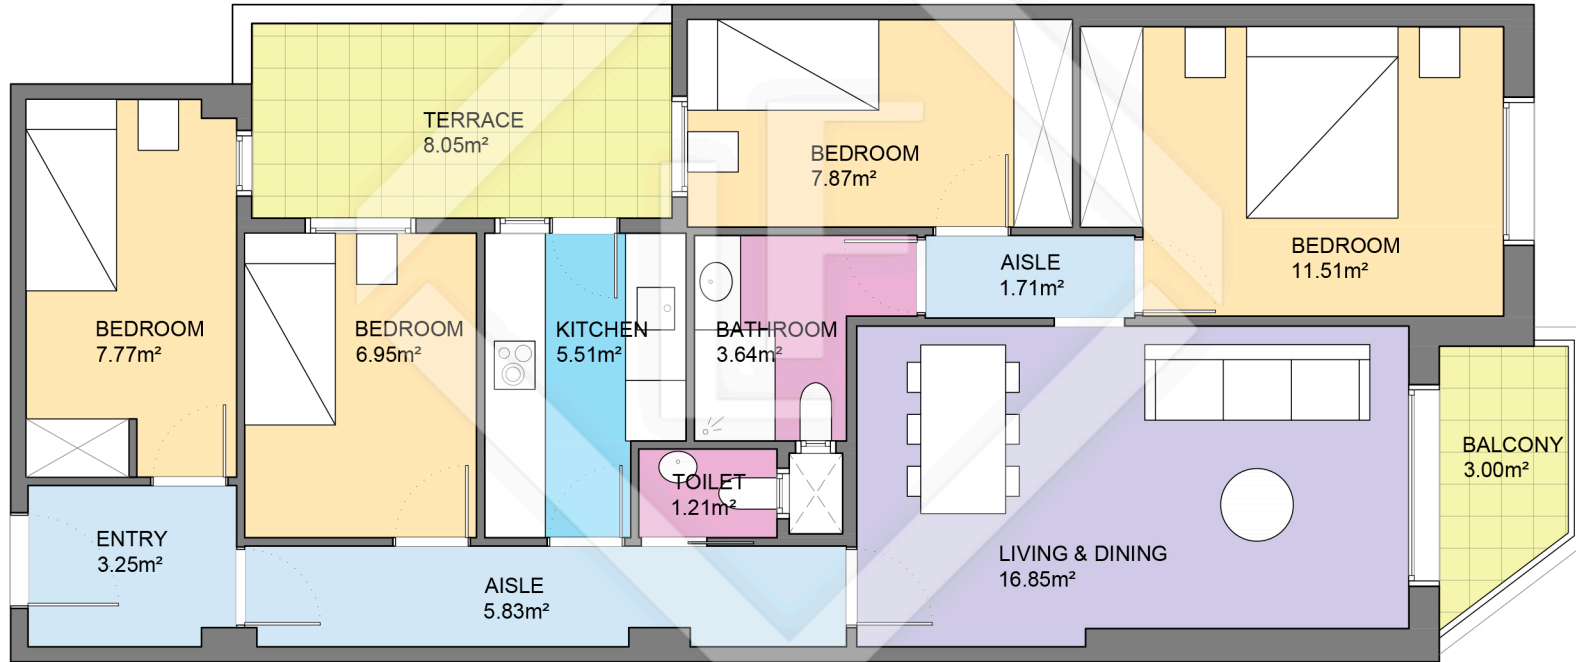 TERRACE
8.05m²
BEDROOM
7.87m²
BEDROOM
11.51m²
AISLE
1.71m²
BEDROOM
7.77m²
BEDROOM
6.95m²
KITCHEN
5.51m²
BATHROOM
3.64m²
BALCONY
3.00m²
TOILET
1.21m²
ENTRY
3.25m²
LIVING & DINING
16.85m²
AISLE
5.83m²